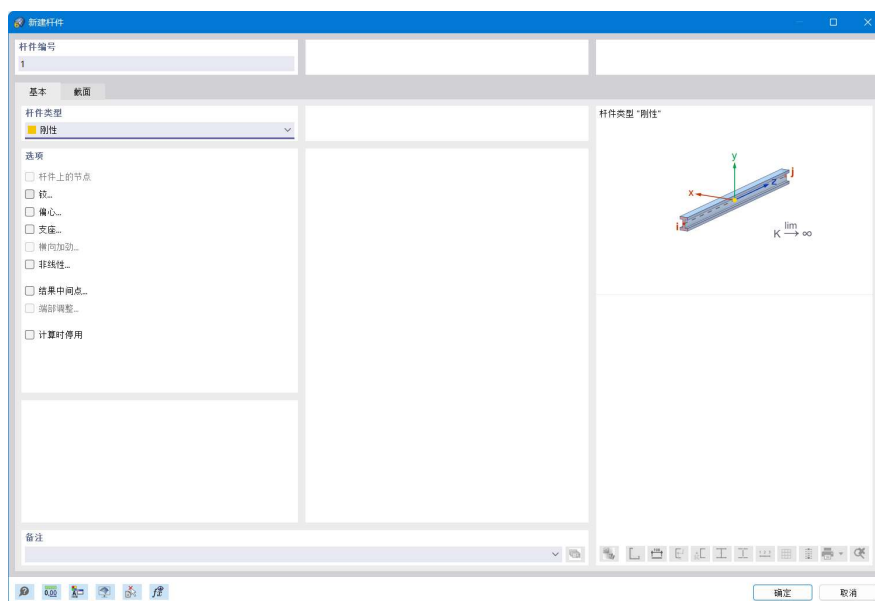 新建杆件
杆件编号
1
基本 截面
杆件类型
刚性
选项
杆件上的节点
铰...
偏心...
支座...
横向加劲...
非线性...
结果中间点...
端部调整...
计算时停用
杆件类型 "刚性"
y
x
z
j
i
lim
K → ∞
备注
0,00
确定 取消